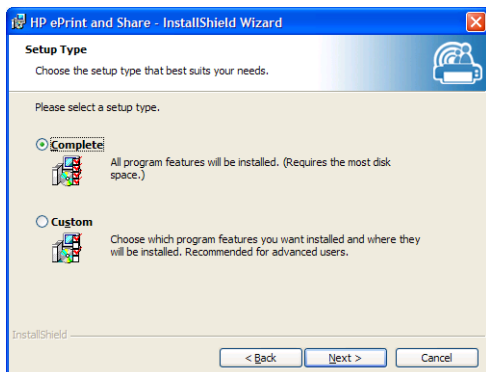 HP ePrint and Share - InstallShield Wizard
Setup Type
Choose the setup type that best suits your needs.
Please select a setup type.
Complete
All program features will be installed. (Requires the most disk
space.)
Custom
Choose which program features you want installed and where they
will be installed. Recommended for advanced users.
InstallShield
< Back Next > Cancel